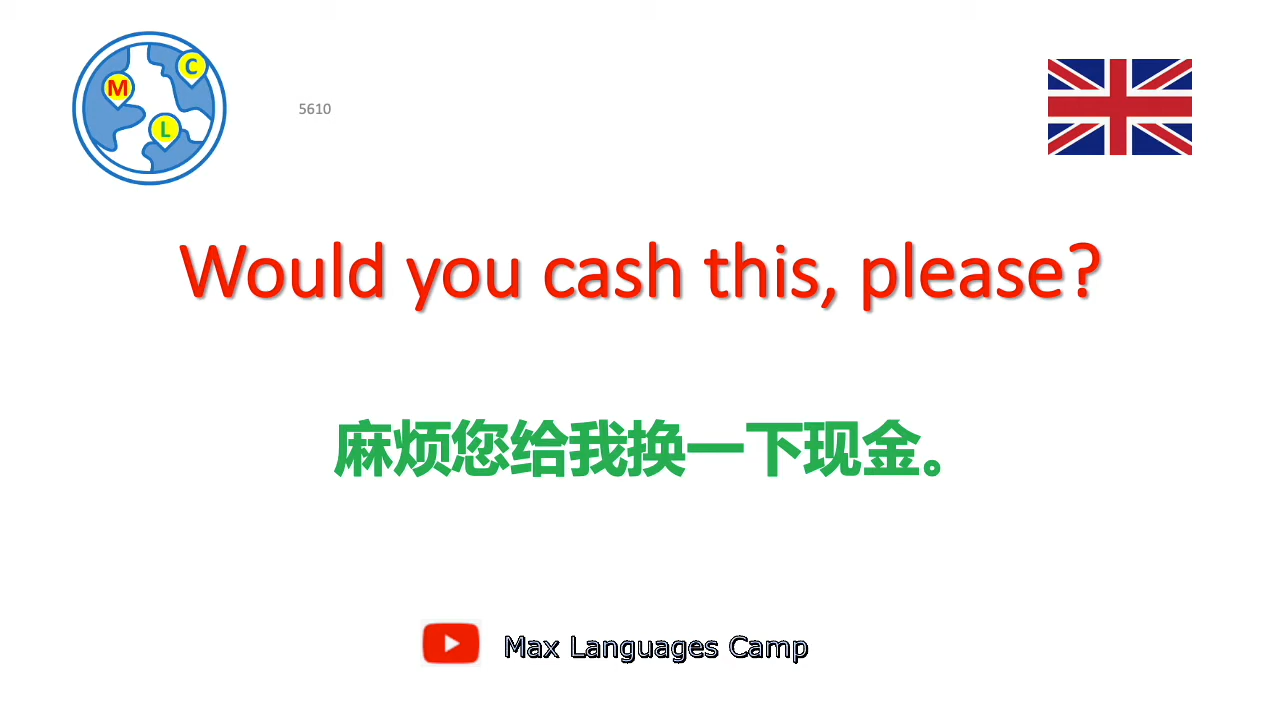 M
C
L
5610
Would you cash this, please?
麻烦您给我换一下现金。
Max Languages Camp